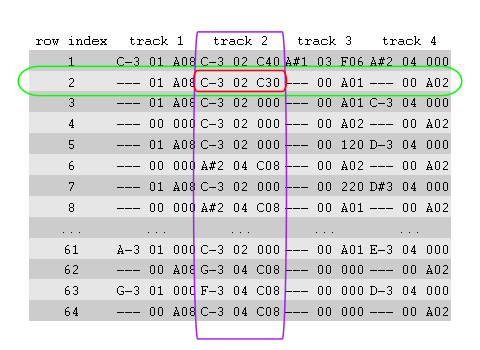 row index track 1 track 2 track 3 track 4
1 C-3 01 A08 C-3 02 C40 A#1 03 F06 A#2 04 000
2 --- 01 A08 C-3 02 C30 --- 00 A01 --- 00 A02
3 --- 01 A08 C-3 02 000 --- 00 A01 C-3 04 000
4 --- 00 000 C-3 02 000 --- 00 A02 --- 00 A02
5 --- 01 A08 C-3 02 000 --- 00 120 D-3 04 000
6 --- 00 000 A#2 04 C08 --- 00 A02 --- 00 A02
7 --- 01 A08 C-3 02 000 --- 00 220 D#3 04 000
8 --- 00 000 A#2 04 C08 --- 00 A01 --- 00 A02
... ... ... ... ...
61 A-3 01 000 C-3 02 000 --- 00 A01 E-3 04 000
62 --- 00 A08 G-3 04 C08 --- 00 000 --- 00 A02
63 G-3 01 000 F-3 04 C08 --- 00 000 D-3 04 000
64 --- 00 A08 C-3 04 C08 --- 00 000 --- 00 A02